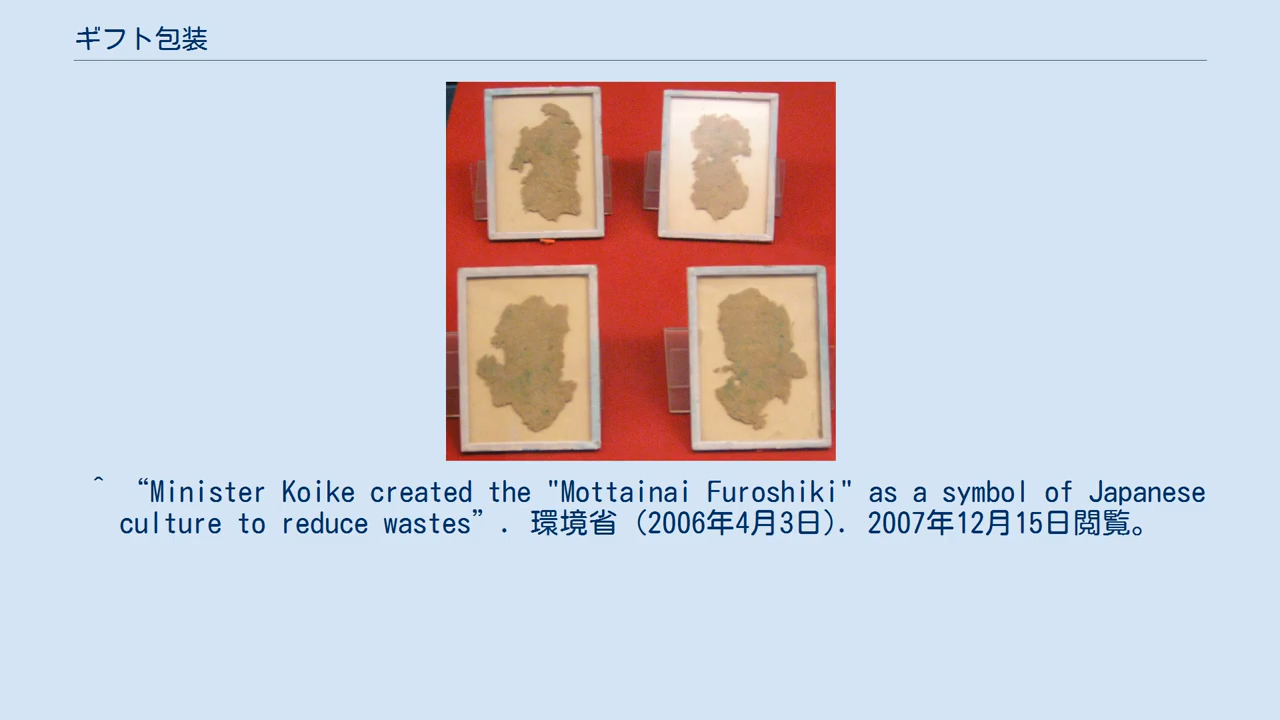 ギフト包装
^ “Minister Koike created the "Mottainai Furoshiki" as a symbol of Japanese
culture to reduce wastes”. 環境省 (2006年4月3日). 2007年12月15日閲覧。